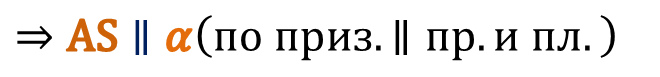 ⇒ AS ∥ α(по приз.∥ пр.и пл.)